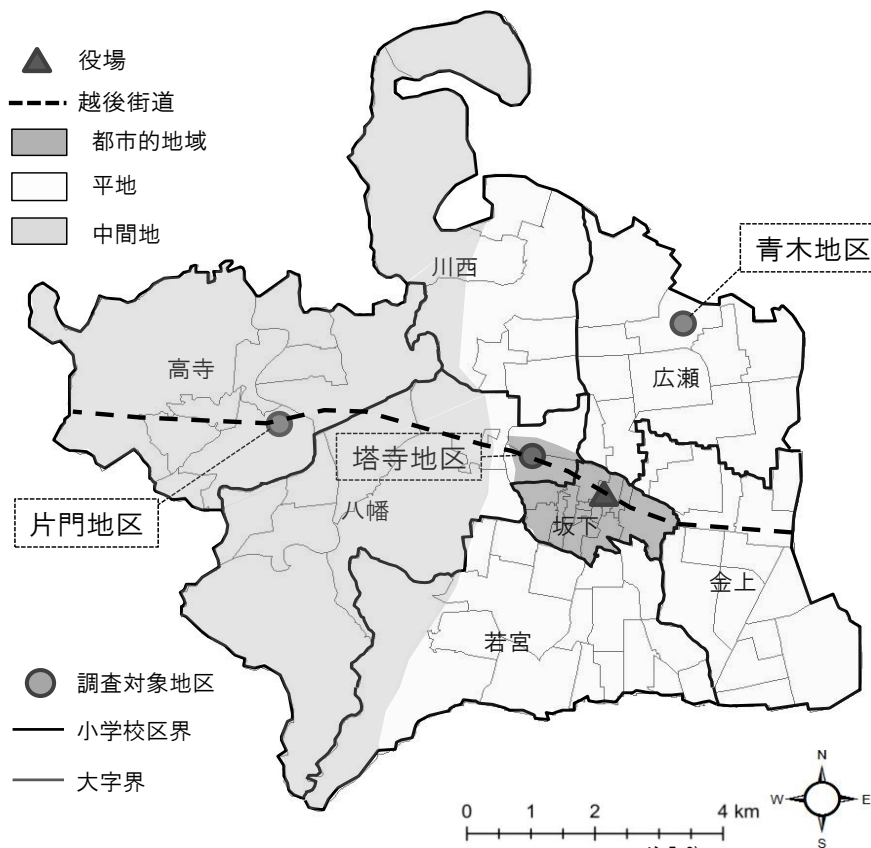 役場
越後街道
都市的地域
平地
中間地
川西
青木地区
高寺
広瀬
塔寺地区
片門地区
八幡
坂下
金上
若宮
調査対象地区
小学校区界
大字界
0 1 2 4 km
N
W E
S